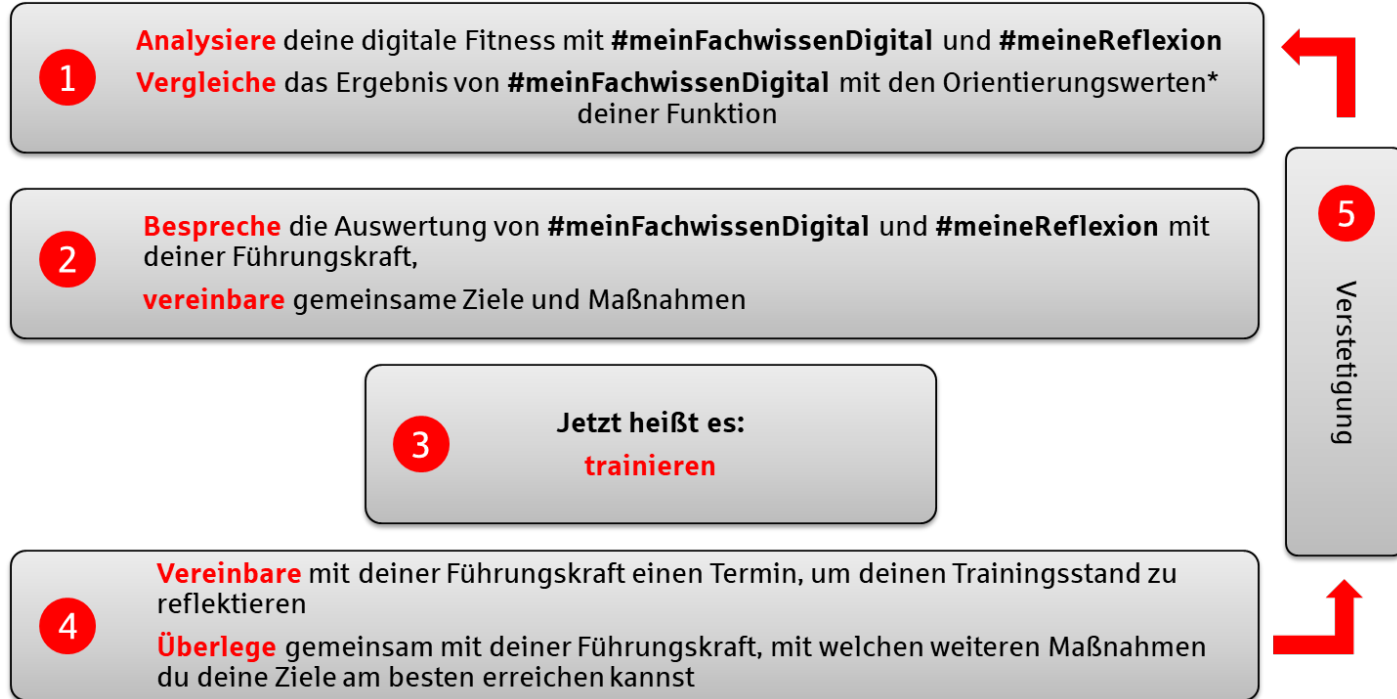 1
Analysiere deine digitale Fitness mit #meinFachwissenDigital und #meineReflexion
Vergleiche das Ergebnis von #meinFachwissenDigital mit den Orientierungswerten*
deiner Funktion
2
Bespreche die Auswertung von #meinFachwissenDigital und #meineReflexion mit
deiner Führungskraft,
vereinbare gemeinsame Ziele und Maßnahmen
3
Jetzt heißt es:
trainieren
4
Vereinbare mit deiner Führungskraft einen Termin, um deinen Trainingsstand zu
reflektieren
Überlege gemeinsam mit deiner Führungskraft, mit welchen weiteren Maßnahmen
du deine Ziele am besten erreichen kannst
5
Verstetigung